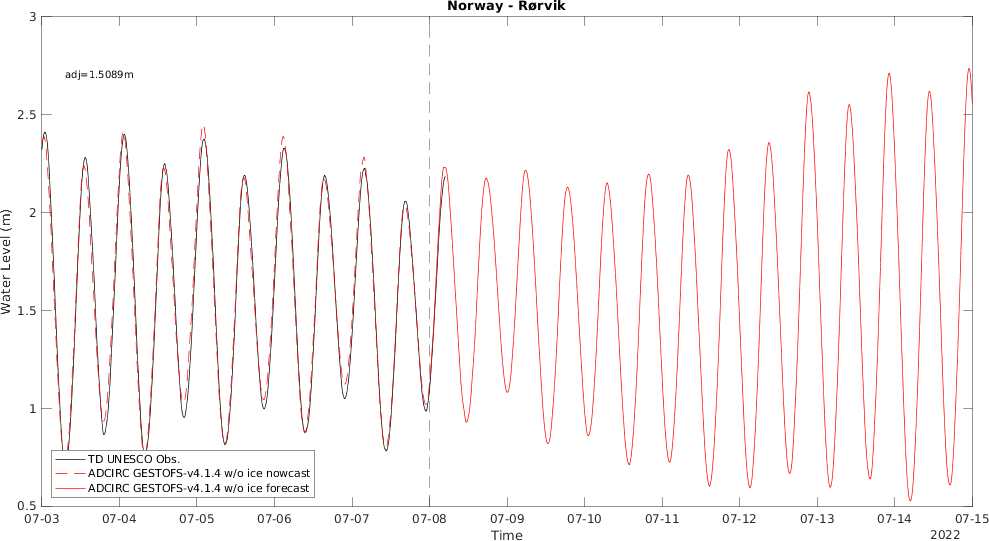 Norway - Rørvik
3
adj=1.5089m
2.5
2
Water Level (m)
1.5
1
TD UNESCO Obs.
ADCIRC GESTOFS-v4.1.4 w/o ice nowcast
ADCIRC GESTOFS-v4.1.4 w/o ice forecast
0.5
07-03 07-04 07-05 07-06 07-07 07-08 07-09 07-10 07-11 07-12 07-13 07-14 07-15
Time
2022